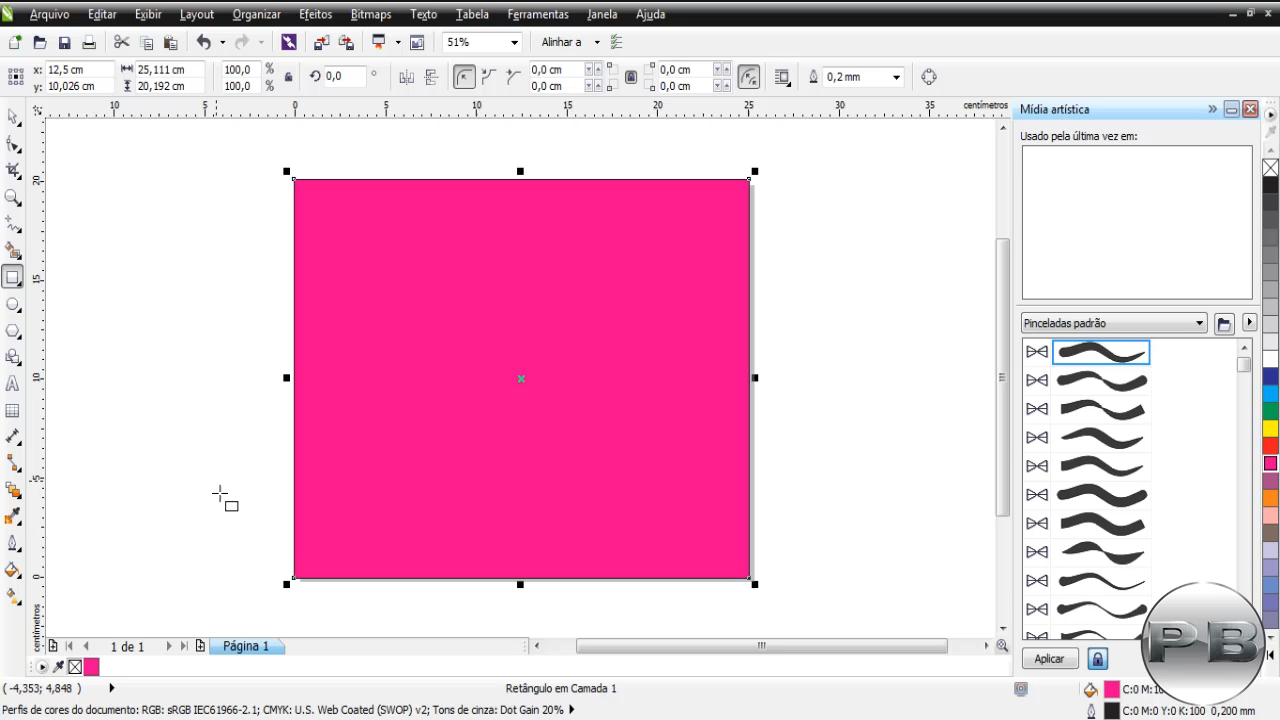 Arquivo Editar Exibir Layout Organizar Efeitos Bitmaps Texto Tabela Ferramentas Janela Ajuda
51% Alinhar a
x: 12,5 cm 25,111 cm 100,0 % 0,0 ° 0,0 cm 0,0 cm 0,2 mm
y: 10,026 cm 20,192 cm 100,0 % 0,0 cm 0,0 cm
10 5 0 5 10 15 20 25 30 35 centímetros
20
15
10
5
0
centímetros
Mídia artística
Usado pela última vez em:
Pinceladas padrão
Aplicar
PB
1 de 1 Página 1
( -4,353; 4,848 ) Retângulo em Camada 1
C:0 M:0 Y:0 K:100 0,200 mm
Perfis de cores do documento: RGB: sRGB IEC61966-2.1; CMYK: U.S. Web Coated (SWOP) v2; Tons de cinza: Dot Gain 20%